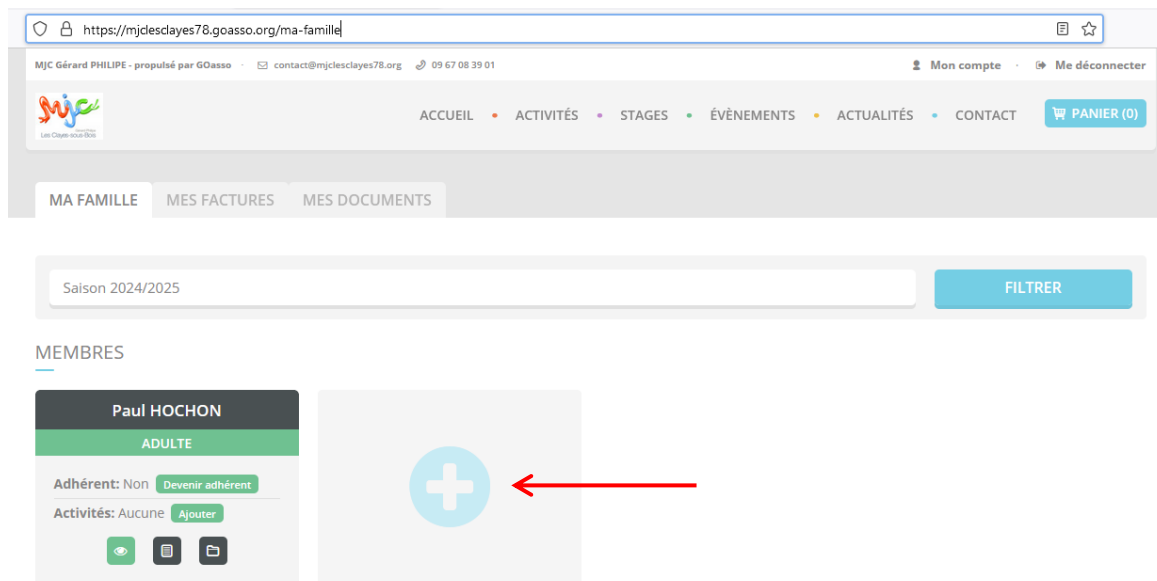 https://mjclesclayes78.goasso.org/ma-famille
MJC Gérard PHILIPE - propulsé par GOasso · contact@mjclesclayes78.org 09 67 08 39 01 Mon compte · Me déconnecter
mjc
Les Clayes-sous-Bois
ACCUEIL • ACTIVITÉS • STAGES • ÉVÈNEMENTS • ACTUALITÉS • CONTACT PANIER (0)
MA FAMILLE MES FACTURES MES DOCUMENTS
Saison 2024/2025 FILTRER
MEMBRES
Paul HOCHON
ADULTE
Adhérent: Non Devenir adhérent
Activités: Aucune Ajouter